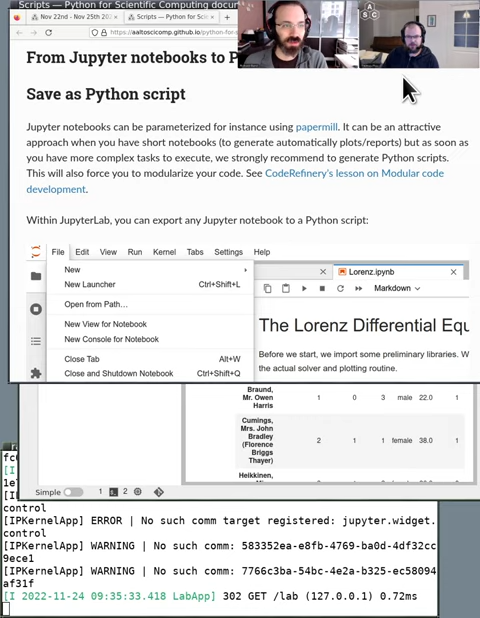 Scripts — Python for Scientific Computing docum
Nov 22nd - Nov 25th 202
Scripts — Python for Sci
https://aaltoscicomp.github.io/python-for-s
From Jupyter notebooks to P
Save as Python script
Jupyter notebooks can be parameterized for instance using papermill. It can be an attractive
approach when you have short notebooks (to generate automatically plots/reports) but as soon as
you have more complex tasks to execute, we strongly recommend to generate Python scripts.
This will also force you to modularize your code. See CodeRefinery's lesson on Modular code
development.
Within JupyterLab, you can export any Jupyter notebook to a Python script:
File Edit View Run Kernel Tabs Settings Help
New
New Launcher Ctrl+Shift+L
Open from Path…
New View for Notebook
New Console for Notebook
Close Tab Alt+W
Close and Shutdown Notebook Ctrl+Shift+Q
Lorenz.ipynb
Markdown
The Lorenz Differential Equ
Before we start, we import some preliminary libraries. W
the actual solver and plotting routine.
Braund,
Mr. Owen
Harris
1 0 3 male 22.0 1
Cumings,
Mrs. John
Bradley
(Florence
Briggs
Thayer)
2 1 1 female 38.0 1
Heikkinen,
Simple 1 2
control
[IPKernelApp] ERROR | No such comm target registered: jupyter.widget.
control
[IPKernelApp] WARNING | No such comm: 583352ea-e8fb-4769-ba0d-4df32cc
9ece1
[IPKernelApp] WARNING | No such comm: 7766c3ba-54bc-4e2a-b325-ec58094
af31f
[I 2022-11-24 09:35:33.418 LabApp] 302 GET /lab (127.0.0.1) 0.72ms